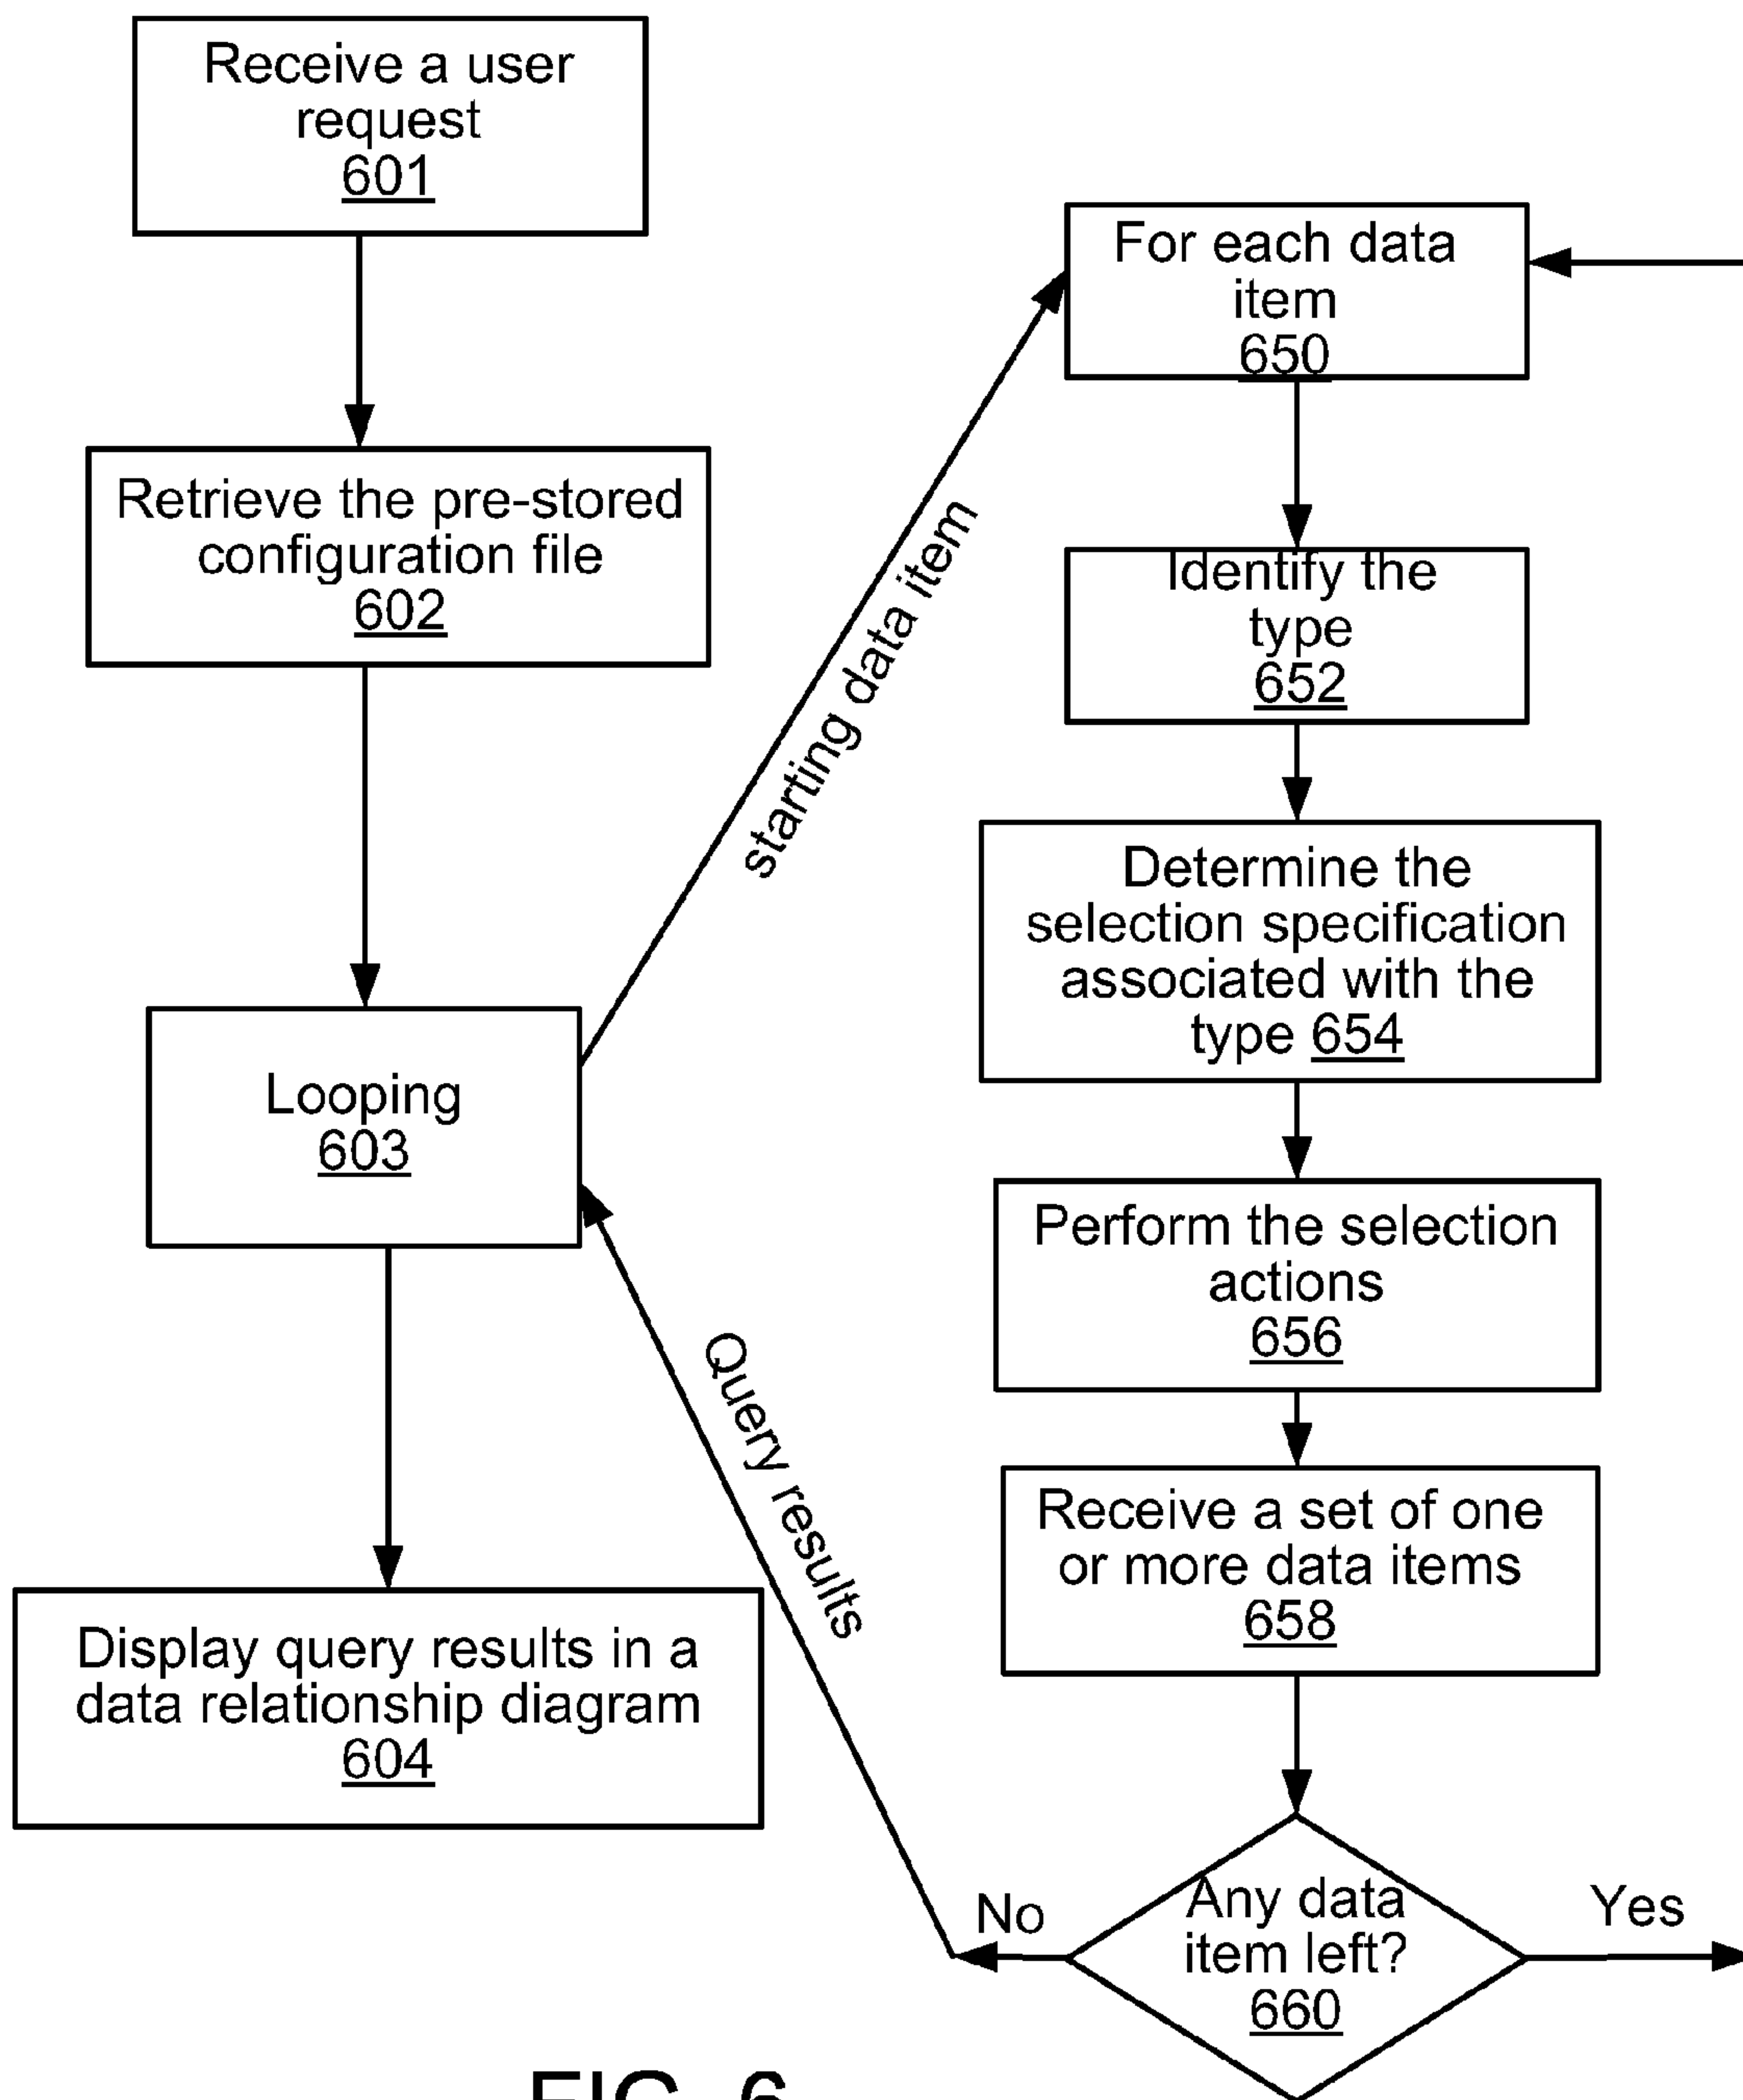 Receive a user
request
601
Retrieve the pre-stored
configuration file
602
Looping
603
Display query results in a
data relationship diagram
604
starting data item
Query results
For each data
item
650
Identify the
type
652
Determine the
selection specification
associated with the
type 654
Perform the selection
actions
656
Receive a set of one
or more data items
658
Any data
item left?
660
No
Yes
FIG. 6